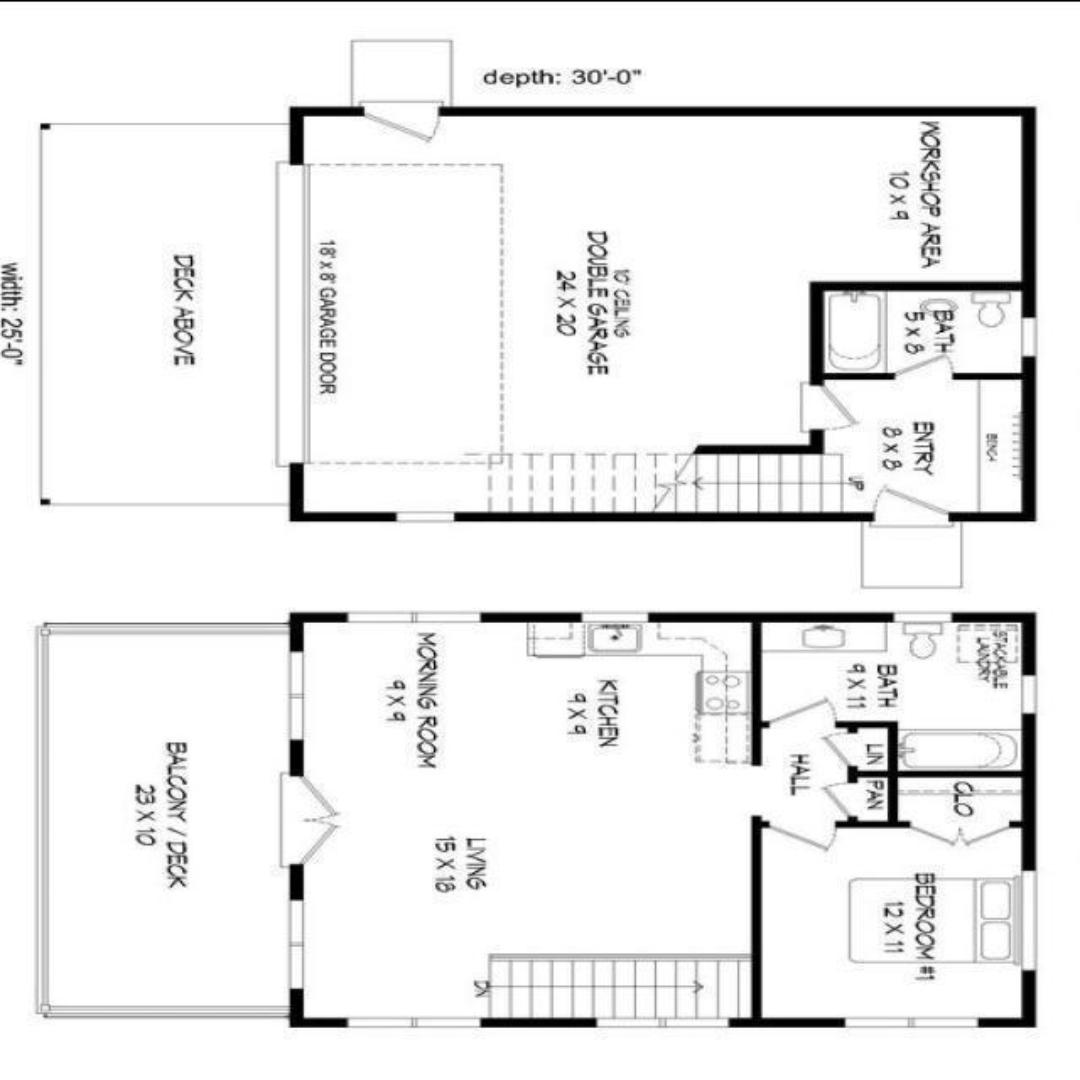 depth: 30'-0"
width: 25'-0"
WORKSHOP AREA
10 X 9
10' CEILING
DOUBLE GARAGE
24 X 20
18' x 8' GARAGE DOOR
DECK ABOVE
BATH
5 X 8
ENTRY
8 X 8
BENCH
UP
STACKABLE
LAUNDRY
BATH
9 X 11
LIN
PAN
CLO
HALL
KITCHEN
9 X 9
MORNING ROOM
9 X 9
LIVING
15 X 18
DN
BEDROOM #1
12 X 11
BALCONY / DECK
23 X 10